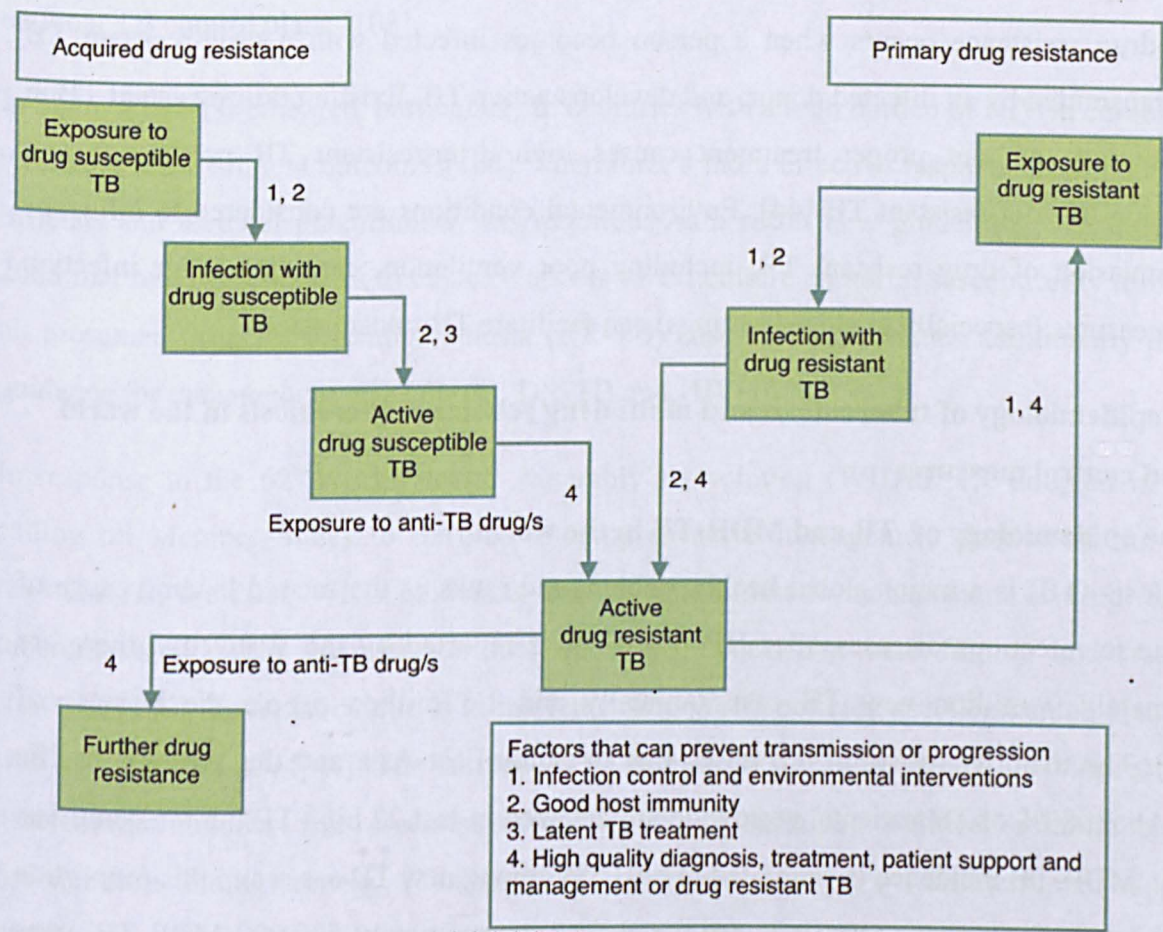 Acquired drug resistance
Primary drug resistance
Exposure to
drug susceptible
TB
1, 2
Infection with
drug susceptible
TB
2, 3
Active
drug susceptible
TB
4
Exposure to anti-TB drug/s
Exposure to
drug resistant
TB
1, 2
Infection with
drug resistant
TB
2, 4
1, 4
Active
drug resistant
TB
4
Exposure to anti-TB drug/s
Further drug
resistance
Factors that can prevent transmission or progression
1. Infection control and environmental interventions
2. Good host immunity
3. Latent TB treatment
4. High quality diagnosis, treatment, patient support and
management or drug resistant TB